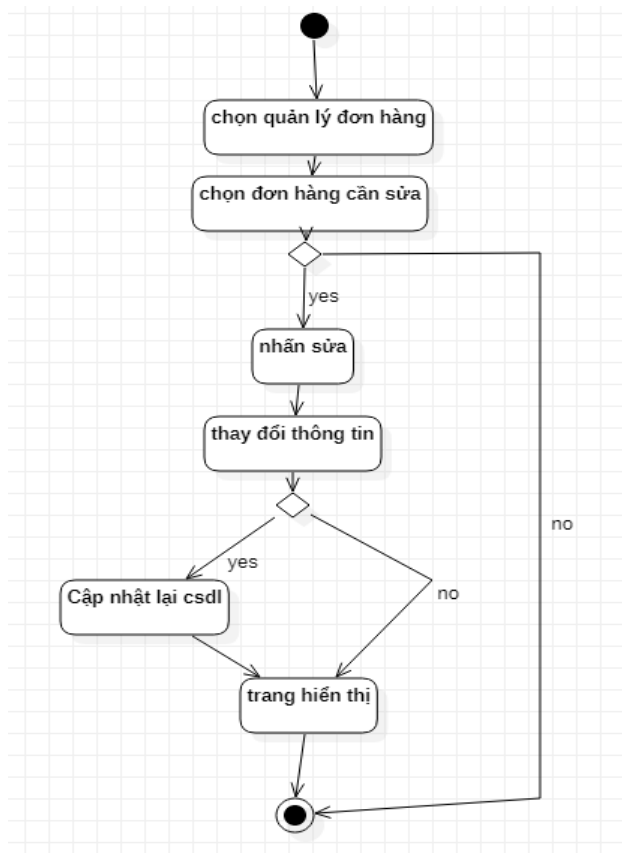 chọn quản lý đơn hàng
chọn đơn hàng cần sửa
yes
nhấn sửa
thay đổi thông tin
no
yes
Cập nhật lại csdl
no
trang hiển thị